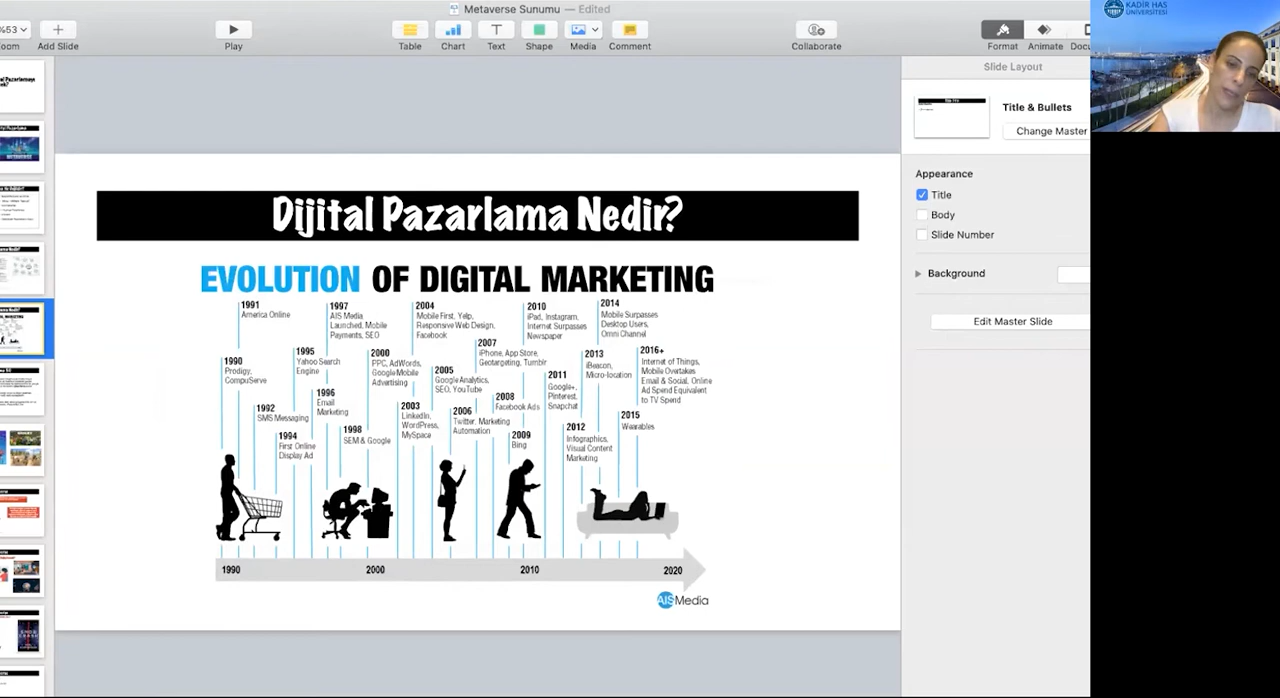 Metaverse Sunumu — Edited
%53
Zoom
Add Slide
Play
Table
Chart
Text
Shape
Media
Comment
Collaborate
Format
Animate
KADİR HAS
ÜNİVERSİTESİ
Slide Layout
Title & Bullets
Change Master
Appearance
Title
Body
Slide Number
Background
Edit Master Slide
Dijital Pazarlama Nedir?
EVOLUTION OF DIGITAL MARKETING
1991
America Online
1997
AIS Media
Launched, Mobile
Payments, SEO
2004
Mobile First, Yelp,
Responsive Web Design,
Facebook
2010
iPad, Instagram,
Internet Surpasses
Newspaper
2014
Mobile Surpasses
Desktop Users,
Omni Channel
1990
Prodigy,
CompuServe
1995
Yahoo Search
Engine
2000
PPC, AdWords,
Google Mobile
Advertising
2007
iPhone, App Store,
Geotargeting, Tumblr
2013
iBeacon,
Micro-location
2016+
Internet of Things,
Mobile Overtakes
Email & Social, Online
Ad Spend Equivalent
to TV Spend
1992
SMS Messaging
1996
Email
Marketing
2005
Google Analytics,
SEO, YouTube
2008
Facebook Ads
2011
Google+,
Pinterest,
Snapchat
1994
First Online
Display Ad
1998
SEM & Google
2003
LinkedIn,
WordPress,
MySpace
2006
Twitter, Marketing
Automation
2009
Bing
2012
Infographics,
Visual Content
Marketing
2015
Wearables
1990
2000
2010
2020
AIS Media